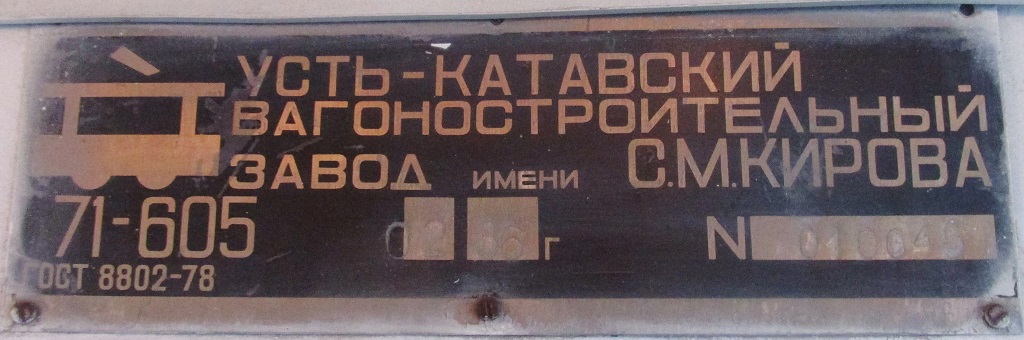 УСТЬ-КАТАВСКИЙ
ВАГОНОСТРОИТЕЛЬНЫЙ
ЗАВОД ИМЕНИ С.М.КИРОВА
71-605 г N
ГОСТ 8802-78